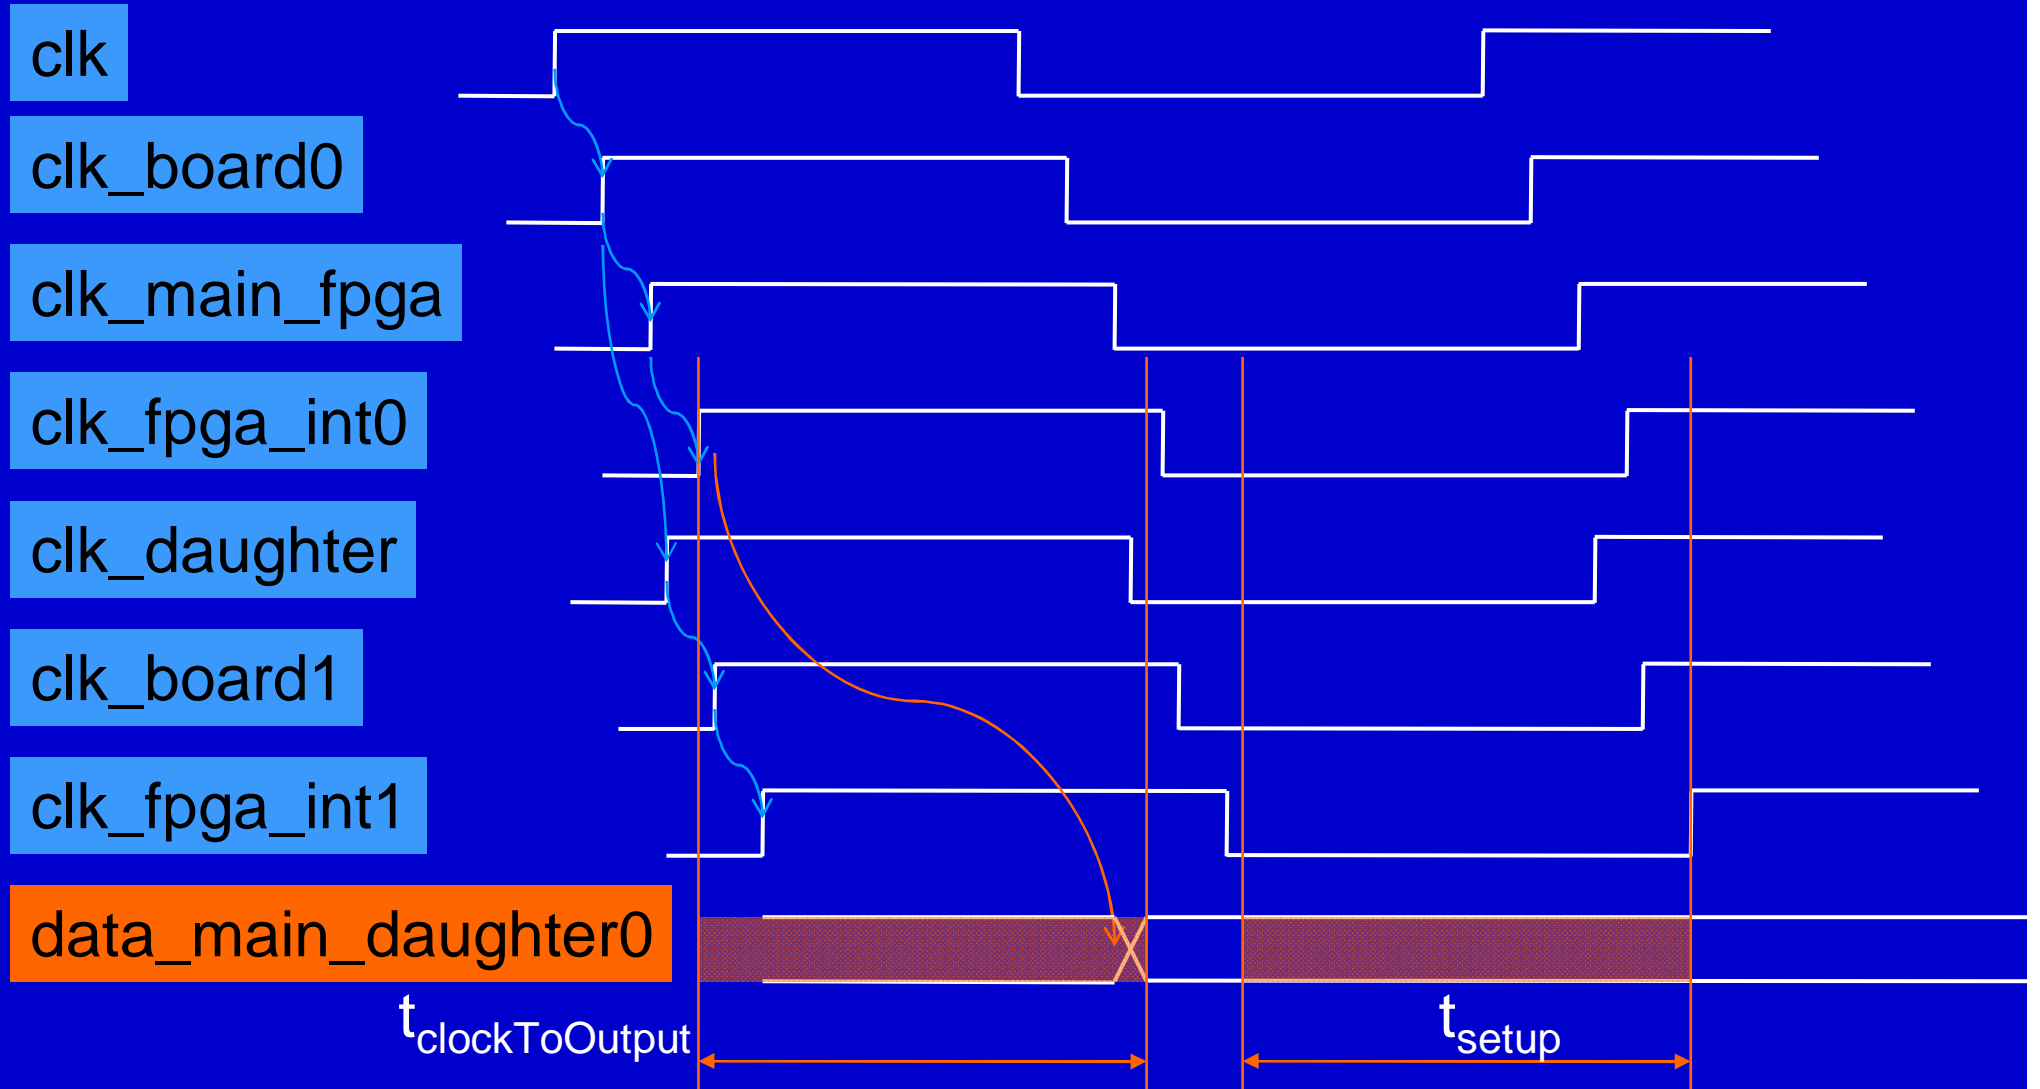 clk
clk_board0
clk_main_fpga
clk_fpga_int0
clk_daughter
clk_board1
clk_fpga_int1
data_main_daughter0
tclockToOutput
tsetup